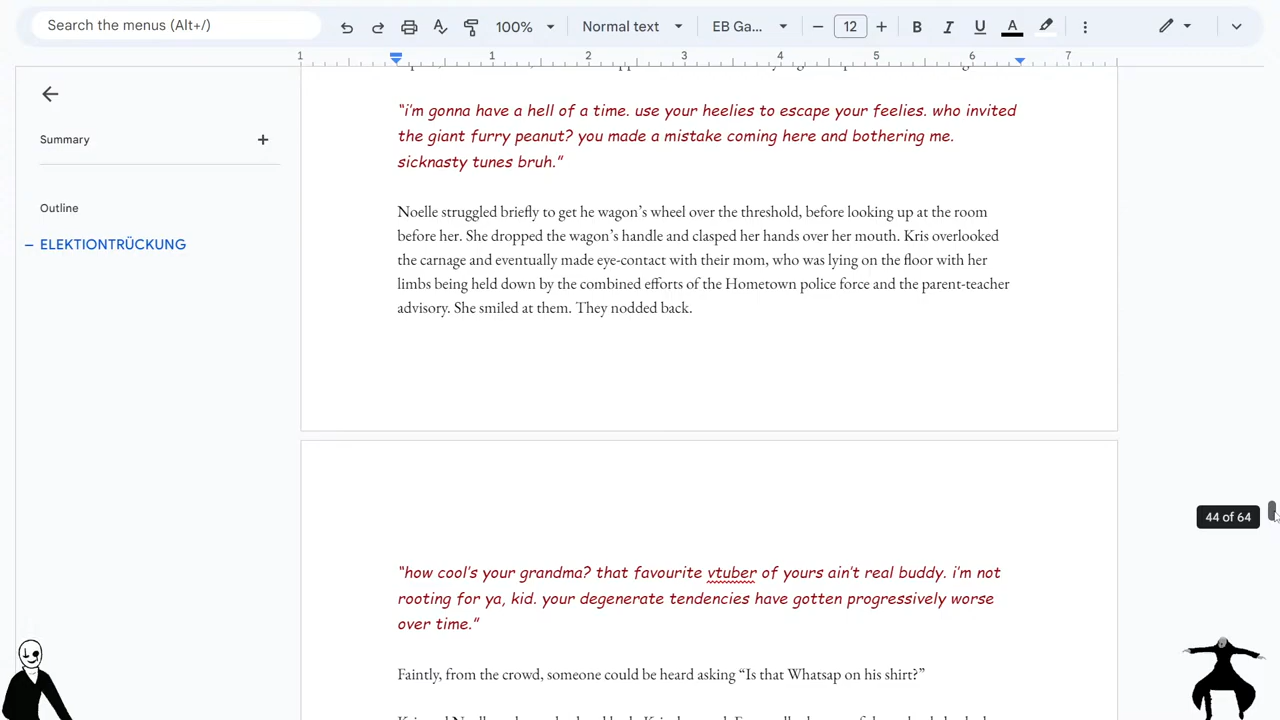 Search the menus (Alt+/)
100%
Normal text
EB Ga...
12
1 1 2 3 4 5 6 7
Summary
Outline
ELEKTIONTRÜCKUNG
"i'm gonna have a hell of a time. use your heelies to escape your feelies. who invited
the giant furry peanut? you made a mistake coming here and bothering me.
sicknasty tunes bruh."
Noelle struggled briefly to get he wagon's wheel over the threshold, before looking up at the room
before her. She dropped the wagon's handle and clasped her hands over her mouth. Kris overlooked
the carnage and eventually made eye-contact with their mom, who was lying on the floor with her
limbs being held down by the combined efforts of the Hometown police force and the parent-teacher
advisory. She smiled at them. They nodded back.
44 of 64
"how cool's your grandma? that favourite vtuber of yours ain't real buddy. i'm not
rooting for ya, kid. your degenerate tendencies have gotten progressively worse
over time."
Faintly, from the crowd, someone could be heard asking “Is that Whatsap on his shirt?”